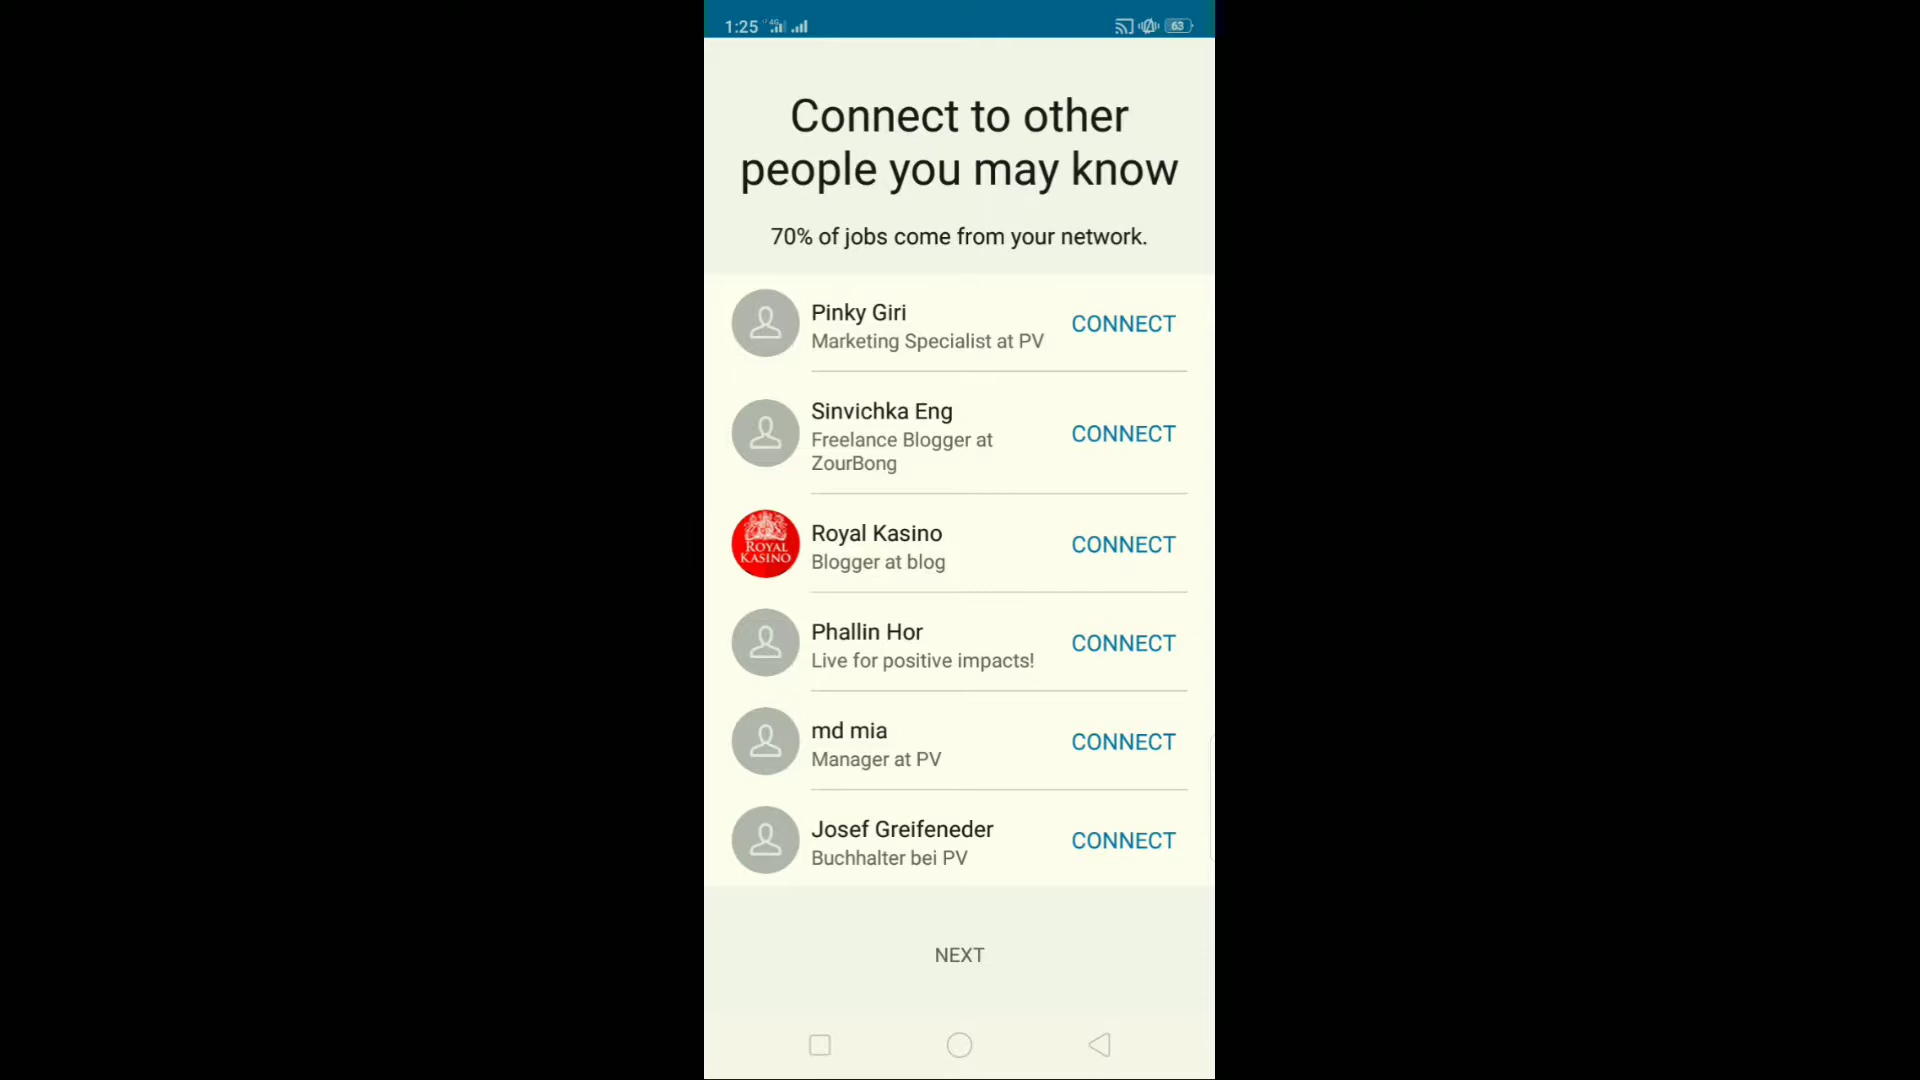 1:25 4G 63
Connect to other
people you may know
70% of jobs come from your network.
Pinky Giri
Marketing Specialist at PV
CONNECT
Sinvichka Eng
Freelance Blogger at
ZourBong
CONNECT
ROYAL
KASINO
Royal Kasino
Blogger at blog
CONNECT
Phallin Hor
Live for positive impacts!
CONNECT
md mia
Manager at PV
CONNECT
Josef Greifeneder
Buchhalter bei PV
CONNECT
NEXT